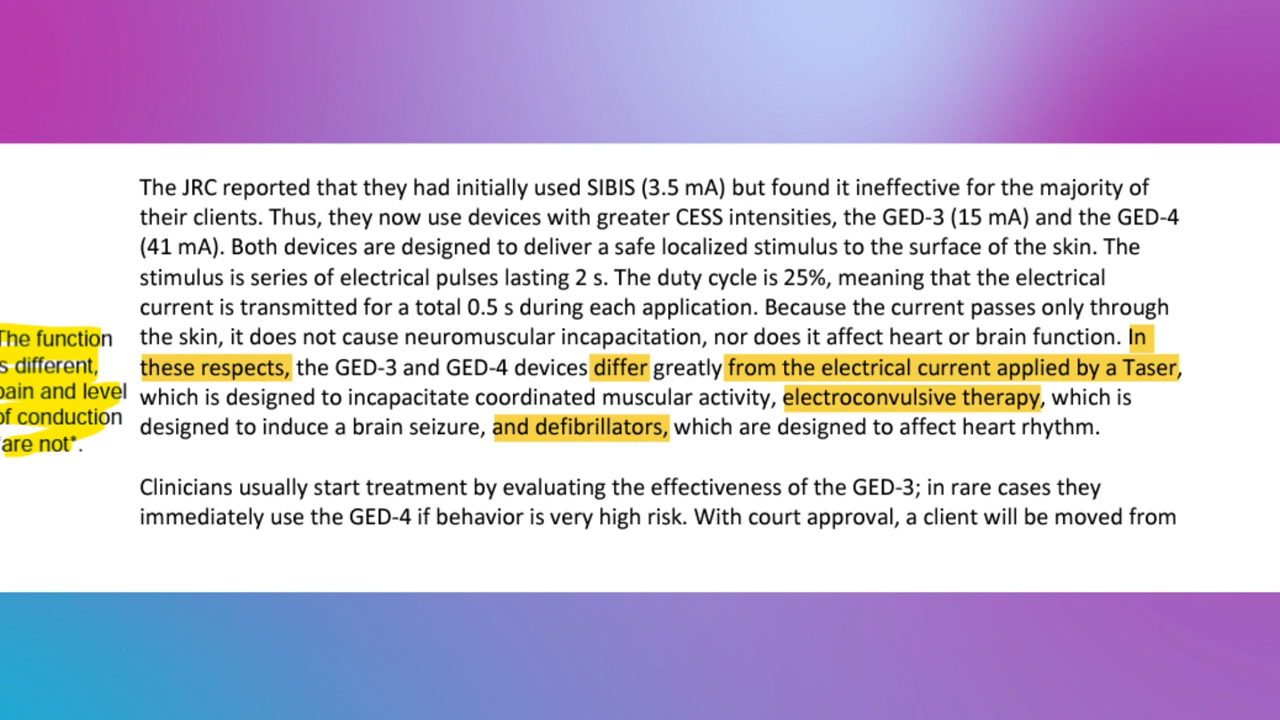 The JRC reported that they had initially used SIBIS (3.5 mA) but found it ineffective for the majority of
their clients. Thus, they now use devices with greater CESS intensities, the GED-3 (15 mA) and the GED-4
(41 mA). Both devices are designed to deliver a safe localized stimulus to the surface of the skin. The
stimulus is series of electrical pulses lasting 2 s. The duty cycle is 25%, meaning that the electrical
current is transmitted for a total 0.5 s during each application. Because the current passes only through
the skin, it does not cause neuromuscular incapacitation, nor does it affect heart or brain function. In
these respects, the GED-3 and GED-4 devices differ greatly from the electrical current applied by a Taser,
which is designed to incapacitate coordinated muscular activity, electroconvulsive therapy, which is
designed to induce a brain seizure, and defibrillators, which are designed to affect heart rhythm.
Clinicians usually start treatment by evaluating the effectiveness of the GED-3; in rare cases they
immediately use the GED-4 if behavior is very high risk. With court approval, a client will be moved from
The function
s different,
pain and level
of conduction
*are not*.